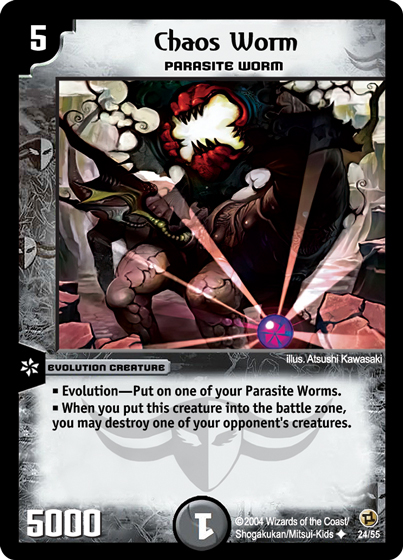 5
Chaos Worm
PARASITE WORM
illus. Atsushi Kawasaki
EVOLUTION CREATURE
▪ Evolution—Put on one of your Parasite Worms.
▪ When you put this creature into the battle zone,
you may destroy one of your opponent's creatures.
5000
1
©2004 Wizards of the Coast/
Shogakukan/Mitsui-Kids ✦ 24/55